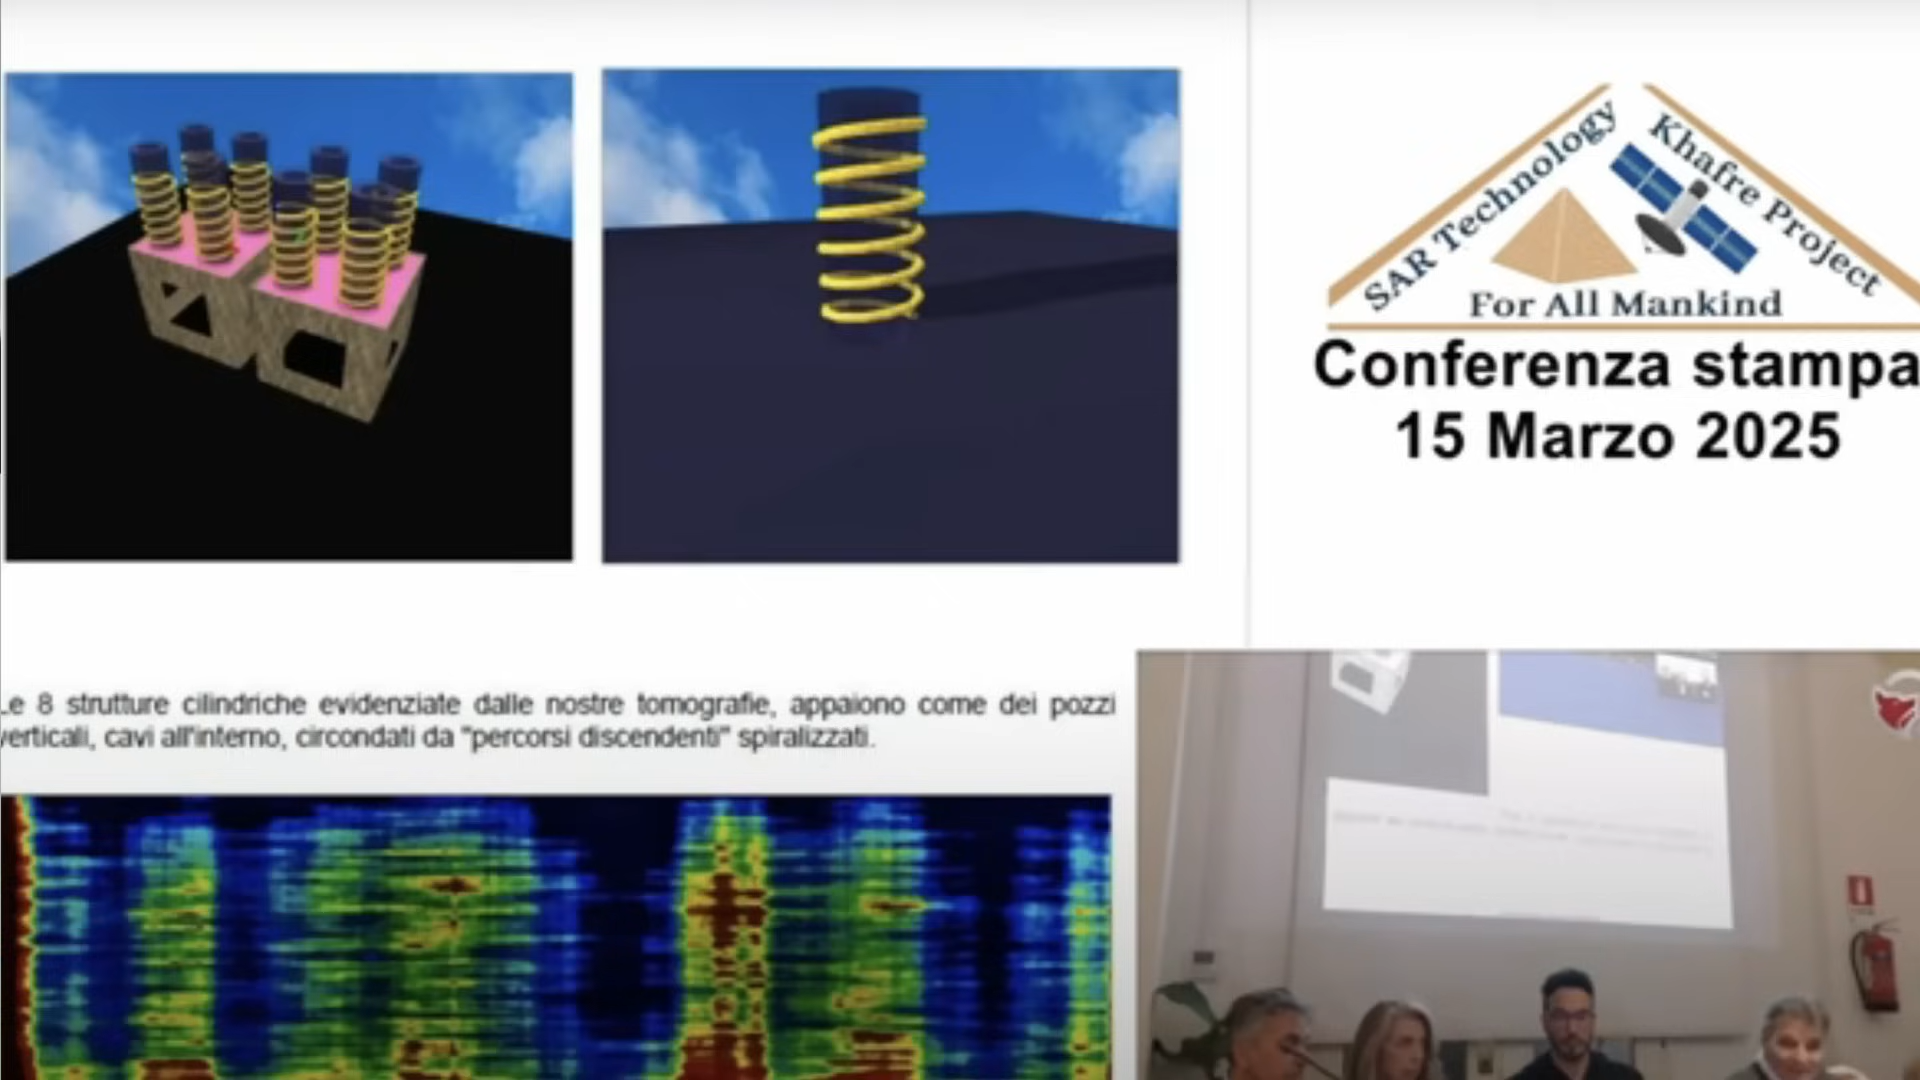 SAR Technology
Khafre Project
For All Mankind
Conferenza stampa
15 Marzo 2025
Le 8 strutture cilindriche evidenziate dalle nostre tomografie, appaiono come dei pozzi
verticali, cavi all'interno, circondati da "percorsi discendenti" spiralizzati.